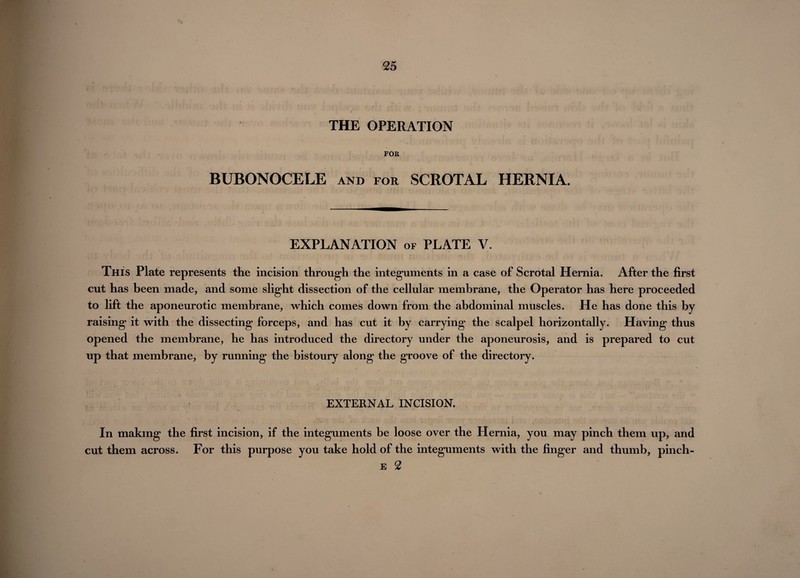 25
THE OPERATION
FOR
BUBONOCELE AND FOR SCROTAL HERNIA.
EXPLANATION OF PLATE V.
This Plate represents the incision through the integuments in a case of Scrotal Hernia. After the first
cut has been made, and some slight dissection of the cellular membrane, the Operator has here proceeded
to lift the aponeurotic membrane, which comes down from the abdominal muscles. He has done this by
raising it with the dissecting forceps, and has cut it by carrying the scalpel horizontally. Having thus
opened the membrane, he has introduced the directory under the aponeurosis, and is prepared to cut
up that membrane, by running the bistoury along the groove of the directory.
EXTERNAL INCISION.
In making the first incision, if the integuments be loose over the Hernia, you may pinch them up, and
cut them across. For this purpose you take hold of the integuments with the finger and thumb, pinch-
E 2